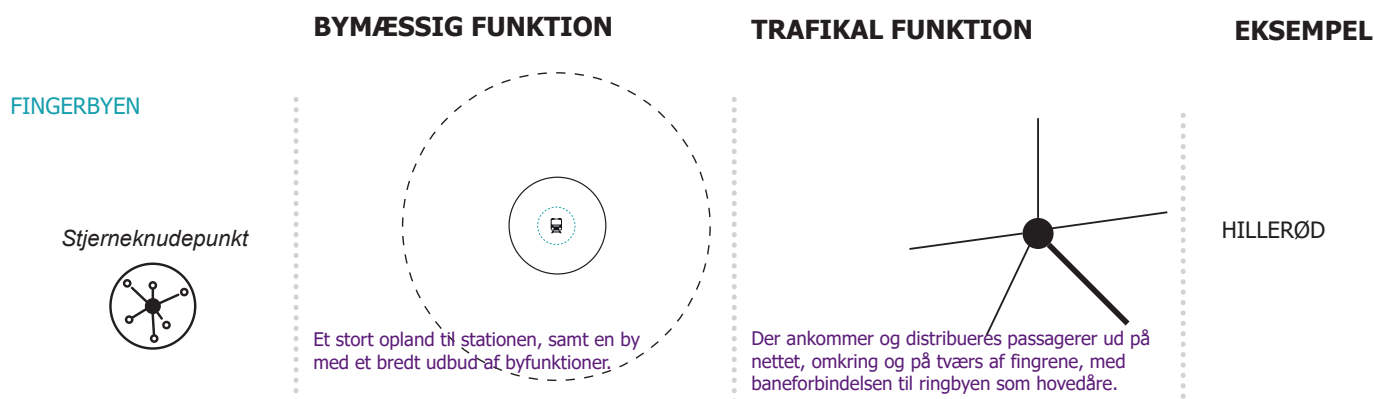 BYMÆSSIG FUNKTION
TRAFIKAL FUNKTION
EKSEMPEL
FINGERBYEN
Stjerneknudepunkt
HILLERØD
Et stort opland til stationen, samt en by
med et bredt udbud af byfunktioner.
Der ankommer og distribueres passagerer ud på
nettet, omkring og på tværs af fingrene, med
baneforbindelsen til ringbyen som hovedåre.